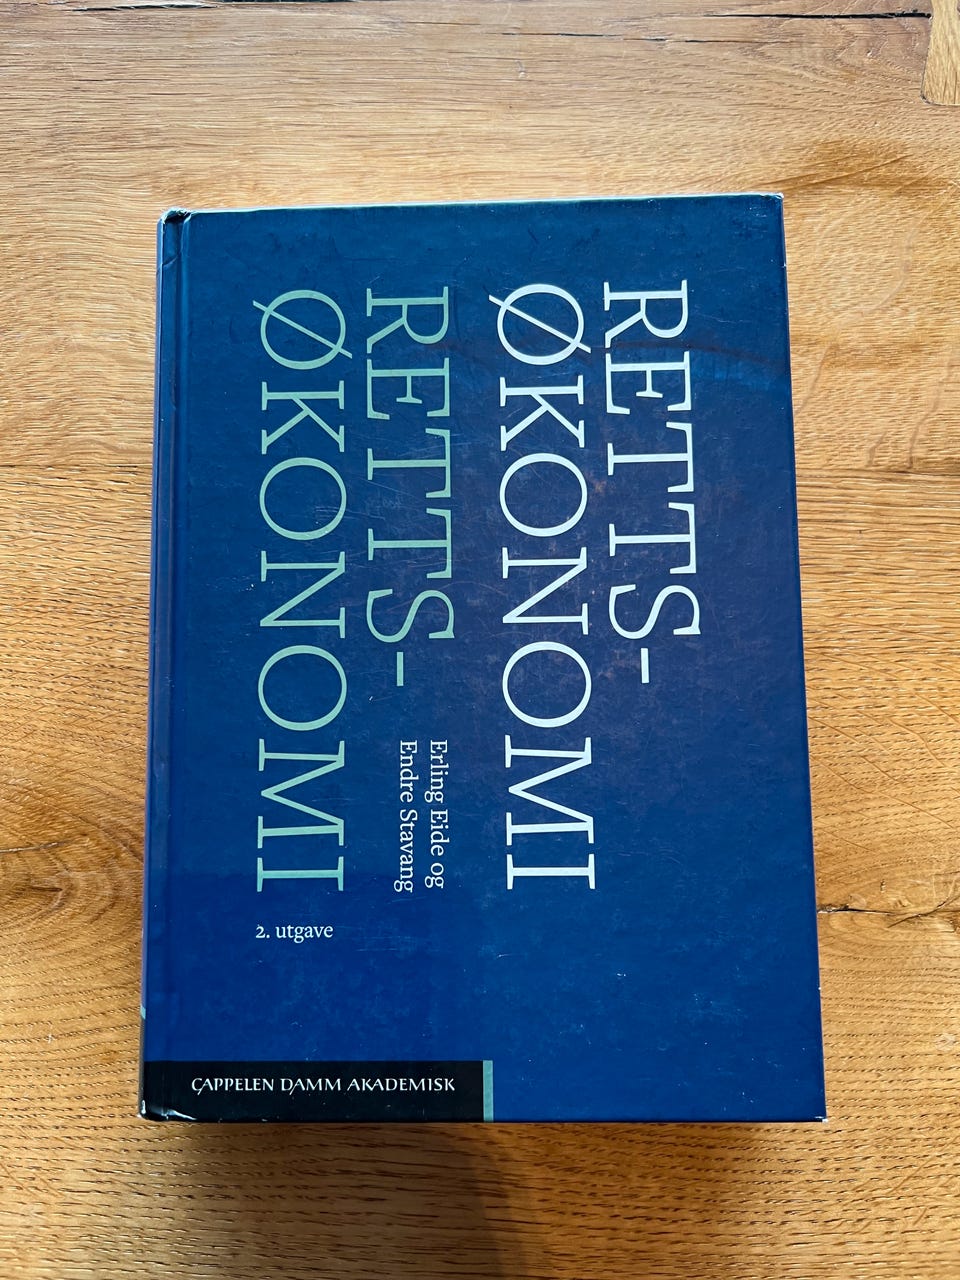 RETTS-
ØKONOMI
Erling Eide og
Endre Stavang
RETTS-
ØKONOMI
2. utgave
CAPPELEN DAMM AKADEMISK